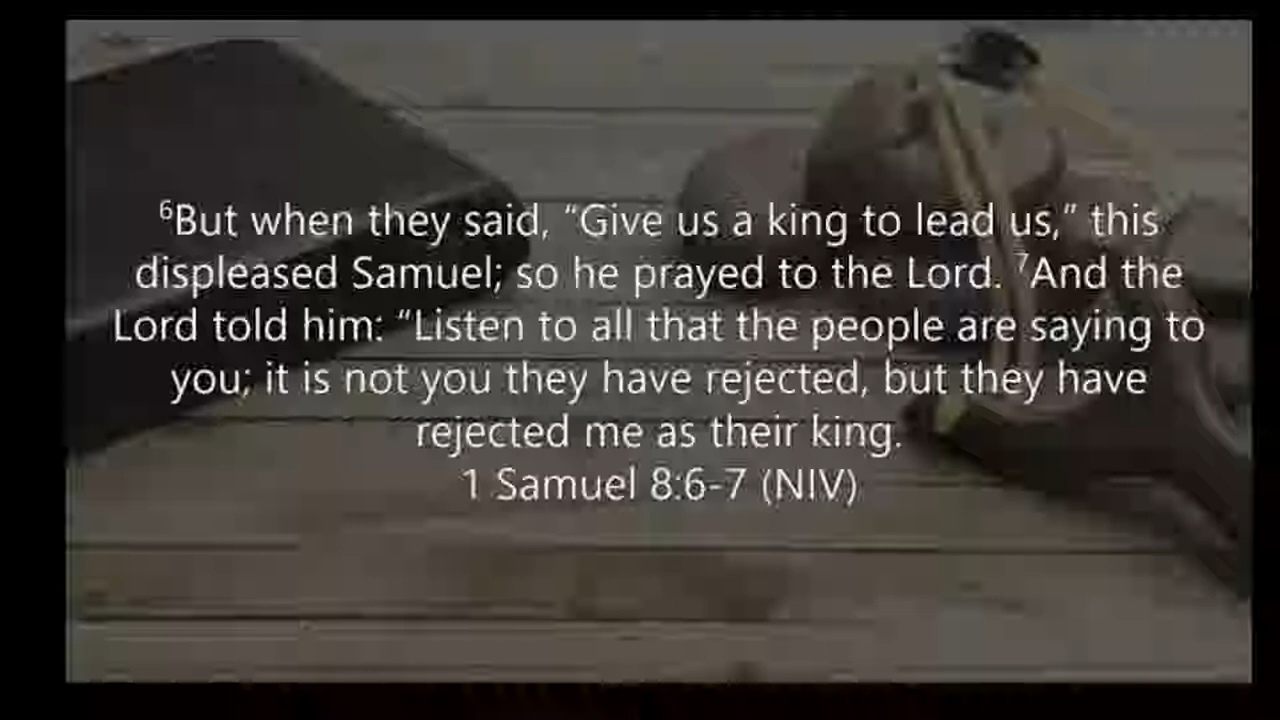 ⁶But when they said, “Give us a king to lead us,” this
displeased Samuel; so he prayed to the Lord. ⁷And the
Lord told him: “Listen to all that the people are saying to
you; it is not you they have rejected, but they have
rejected me as their king.
1 Samuel 8:6-7 (NIV)